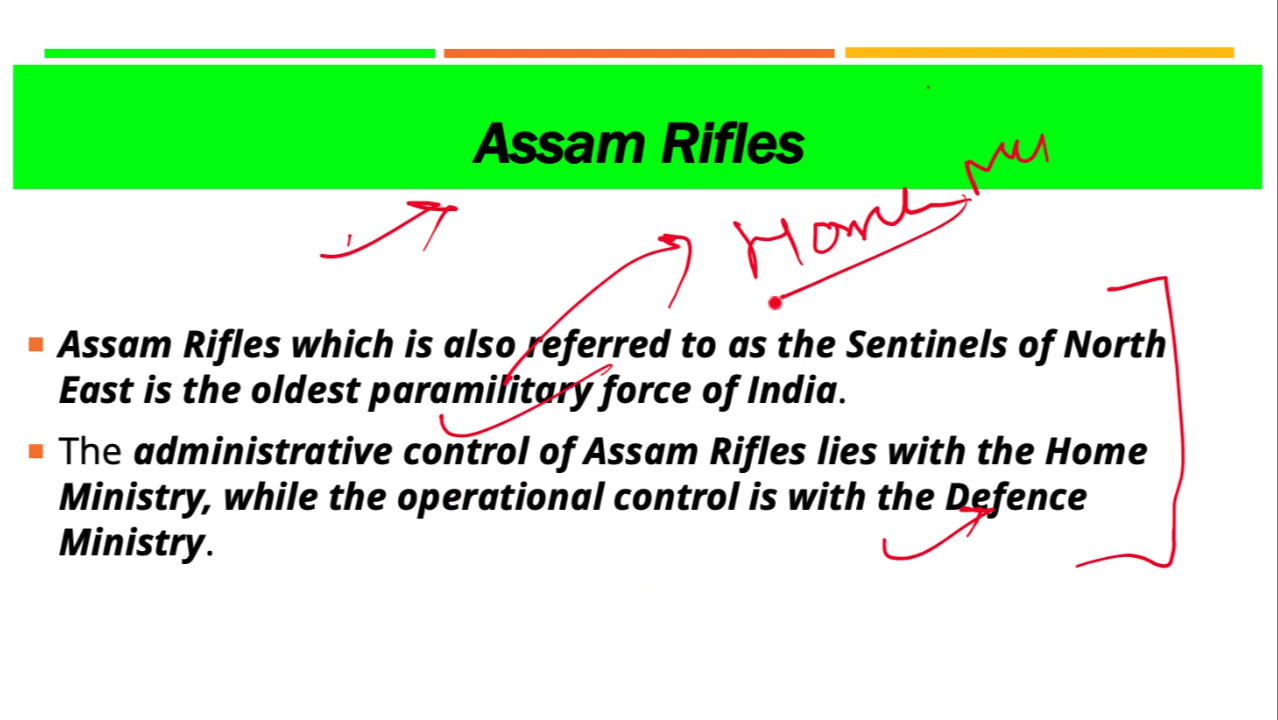 Assam Rifles
Home
Assam Rifles which is also referred to as the Sentinels of North
East is the oldest paramilitary force of India.
The administrative control of Assam Rifles lies with the Home
Ministry, while the operational control is with the Defence
Ministry.